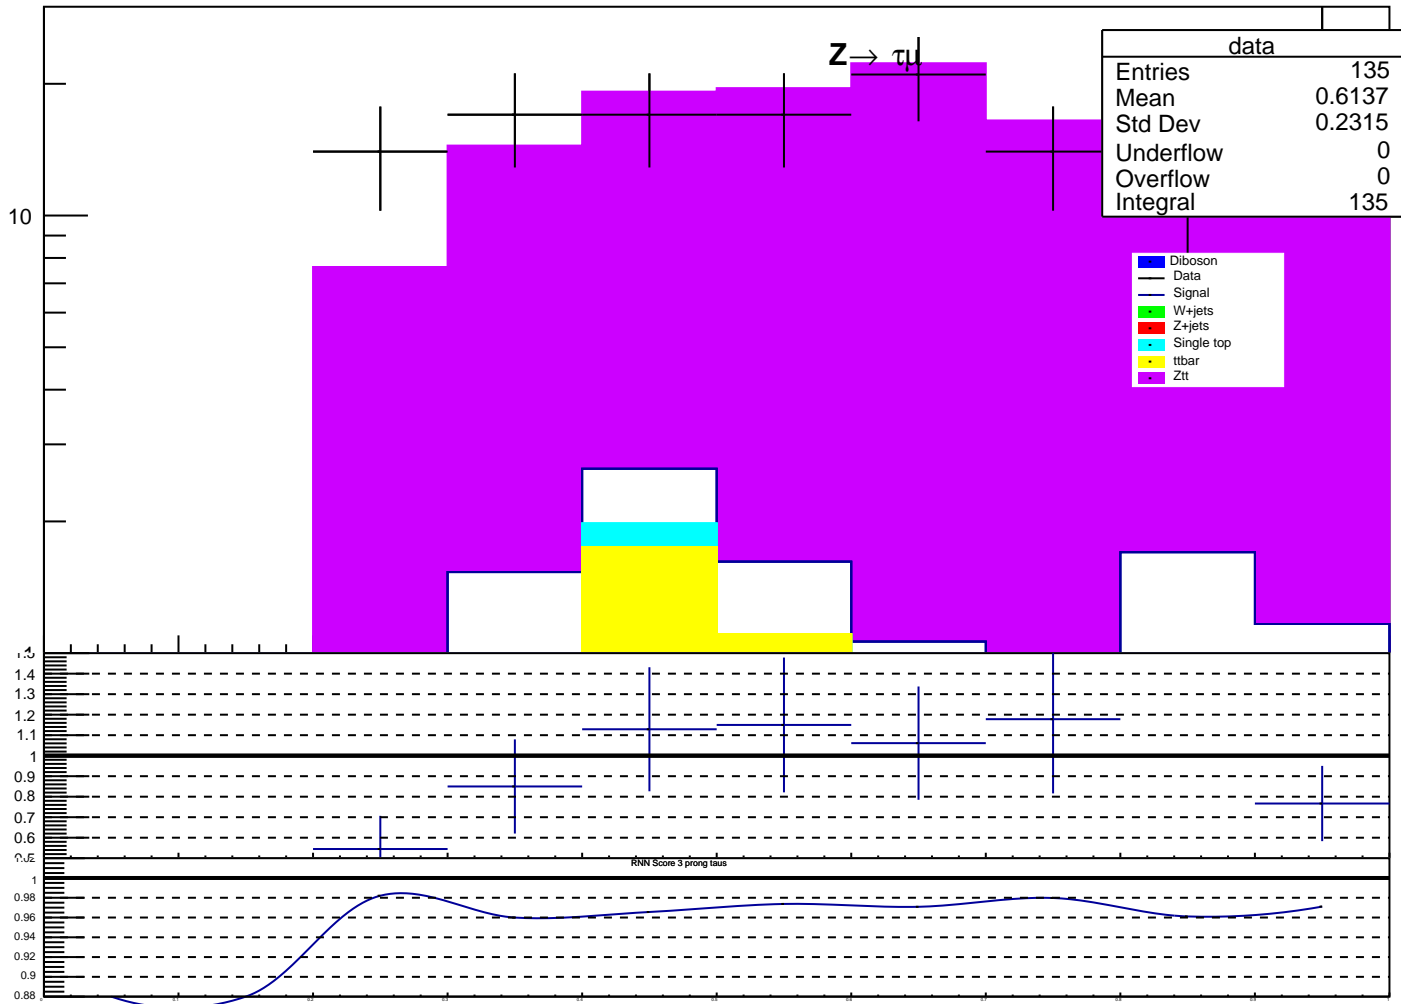 Z→ τμ
data
Entries 135
Mean 0.6137
Std Dev 0.2315
Underflow 0
Overflow 0
Integral 135
10
Diboson
Data
Signal
W+jets
Z+jets
Single top
ttbar
Ztt
1.4
1.3
1.2
1.1
1
0.9
0.8
0.7
0.6
RNN Score 3 prong taus
1
0.98
0.96
0.94
0.92
0.9
0.88